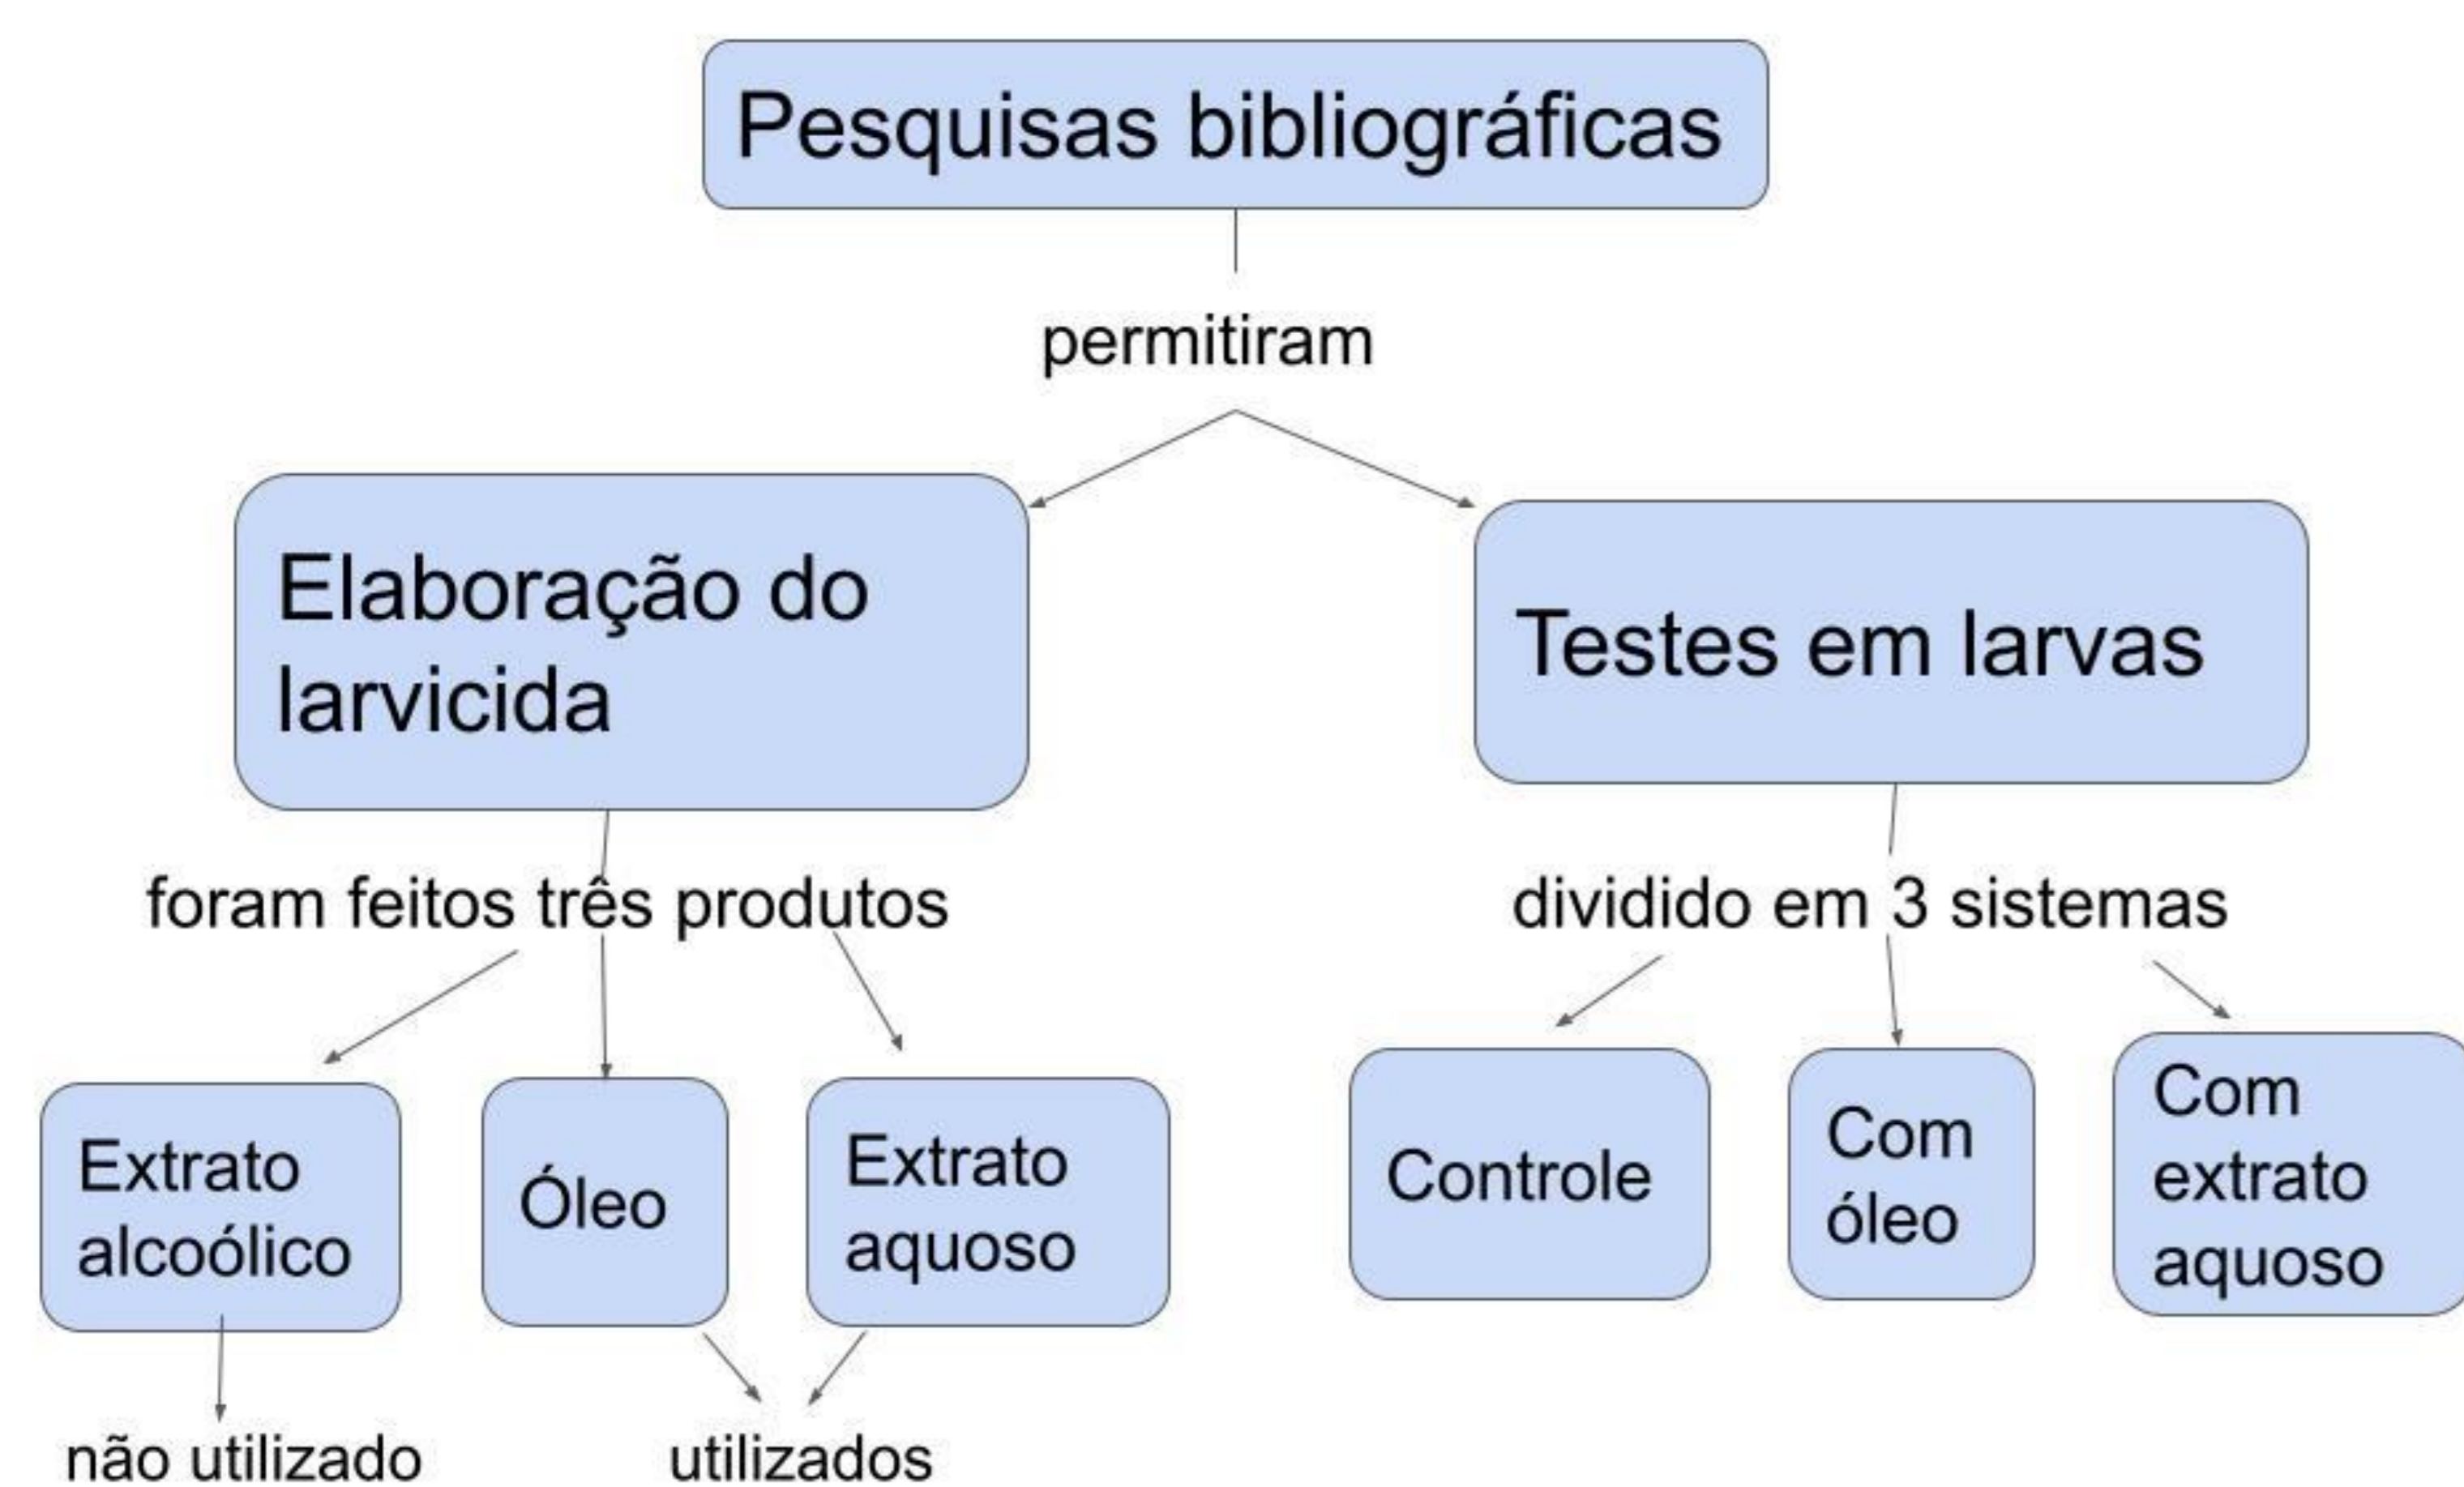 Pesquisas bibliográficas
permitiram
Elaboração do
larvicida
Testes em larvas
foram feitos três produtos
dividido em 3 sistemas
Extrato
alcoólico
Óleo
Extrato
aquoso
Controle
Com
óleo
Com
extrato
aquoso
não utilizado
utilizados